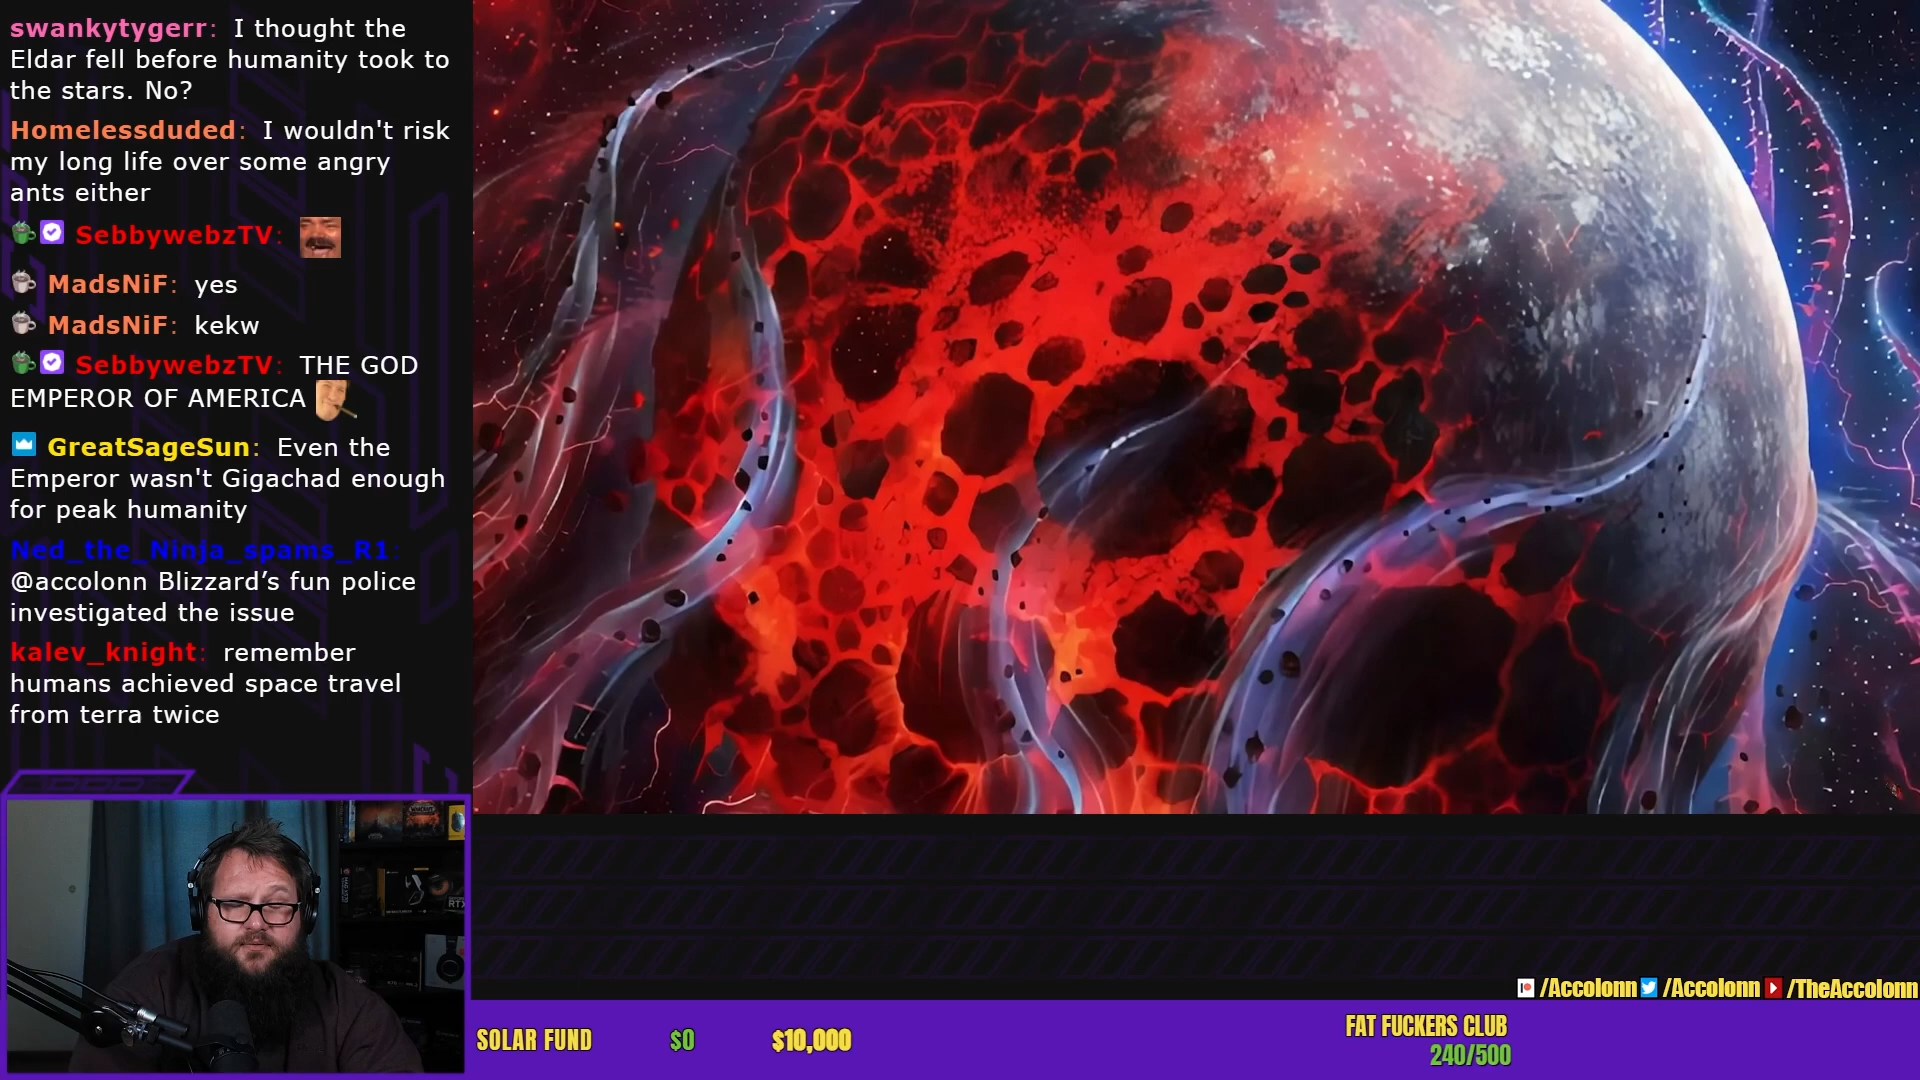 swankytygerr: I thought the
Eldar fell before humanity took to
the stars. No?
Homelessduded: I wouldn't risk
my long life over some angry
ants either
SebbywebzTV:
MadsNiF: yes
MadsNiF: kekw
SebbywebzTV: THE GOD
EMPEROR OF AMERICA
GreatSageSun: Even the
Emperor wasn't Gigachad enough
for peak humanity
Ned_the_Ninja_spams_R1:
@accolonn Blizzard’s fun police
investigated the issue
kalev_knight: remember
humans achieved space travel
from terra twice
/Accolonn /Accolonn /TheAccolonn
SOLAR FUND $0 $10,000
FAT FUCKERS CLUB
240/500